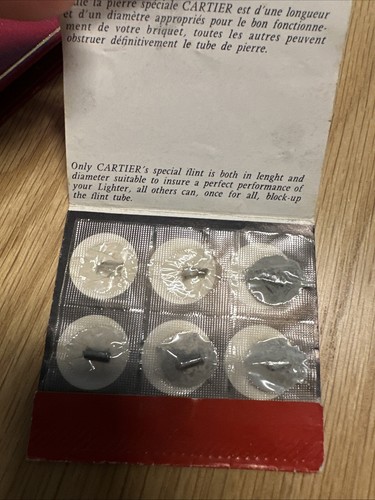 la pierre spéciale CARTIER est d'une longueur
et d'un diamètre appropriés pour le bon fonctionne-
ment de votre briquet, toutes les autres peuvent
obstruer définitivement le tube de pierre.
Only CARTIER's special flint is both in lenght and
diameter suitable to insure a perfect performance of
your Lighter, all others can, once for all, block-up
the flint tube.